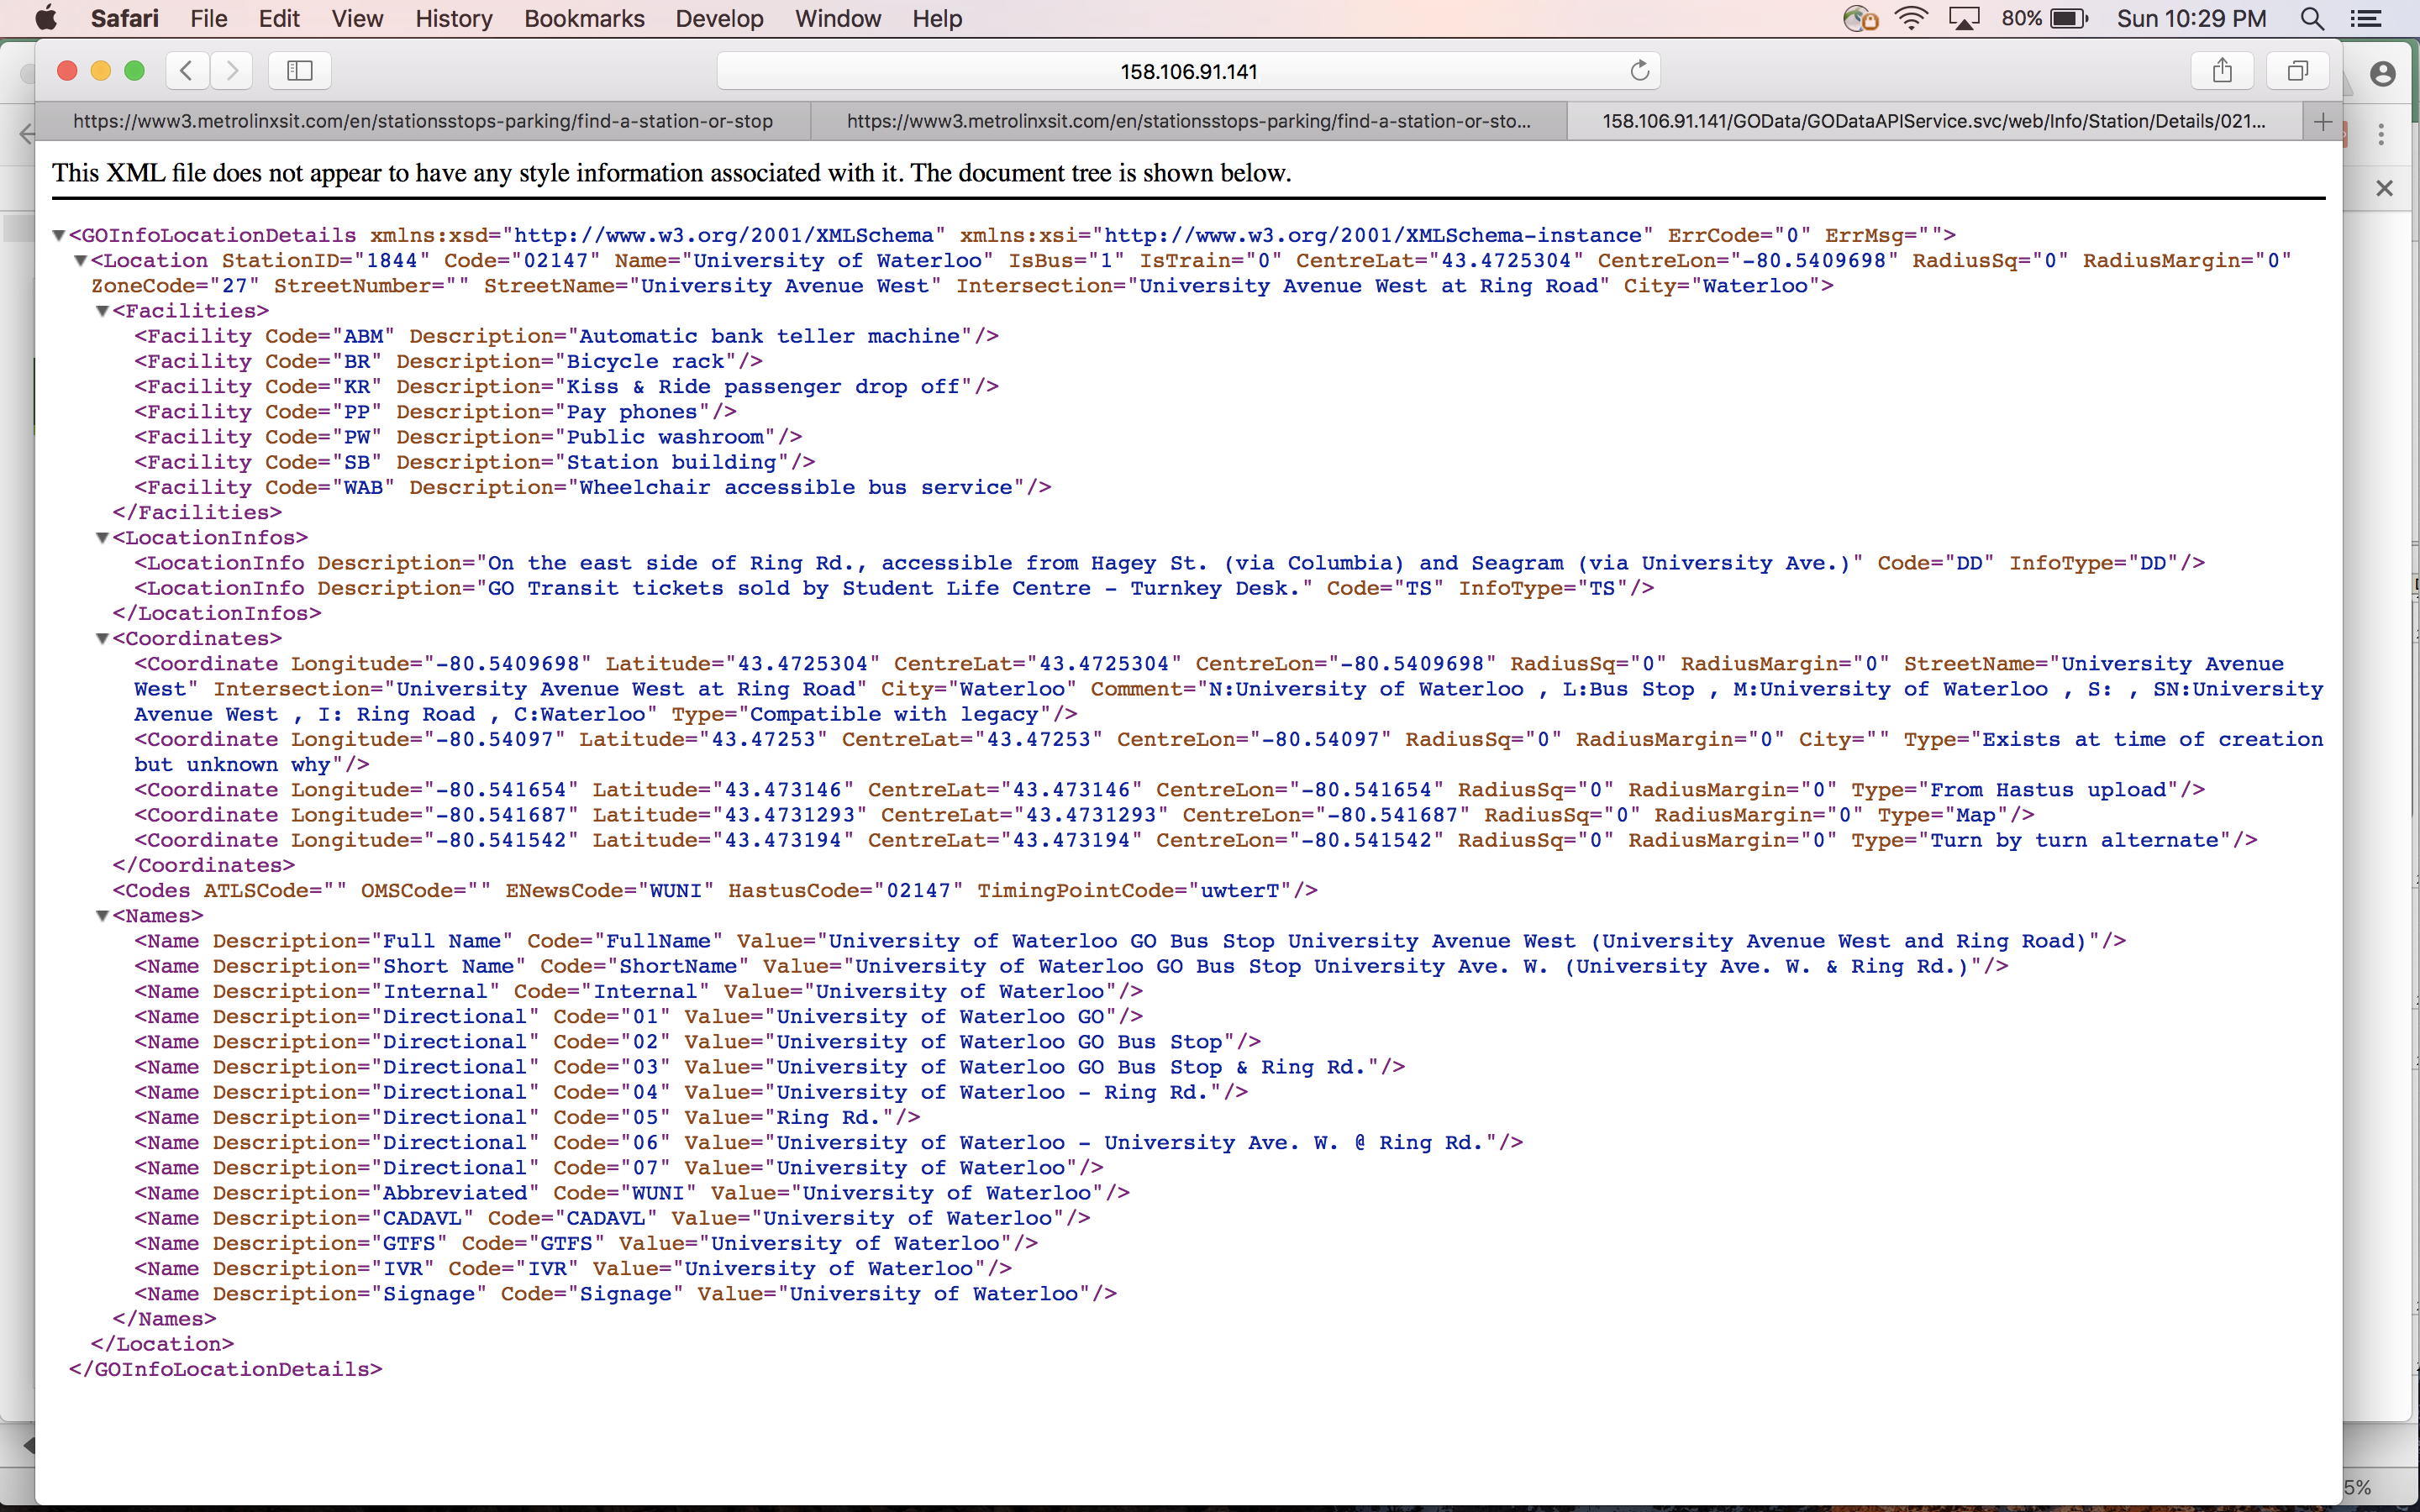 Safari File Edit View History Bookmarks Develop Window Help 80% Sun 10:29 PM
158.106.91.141
https://www3.metrolinxsit.com/en/stationsstops-parking/find-a-station-or-stop https://www3.metrolinxsit.com/en/stationsstops-parking/find-a-station-or-sto... 158.106.91.141/GOData/GODataAPIService.svc/web/Info/Station/Details/021...
This XML file does not appear to have any style information associated with it. The document tree is shown below.
▼<GOInfoLocationDetails xmlns:xsd="http://www.w3.org/2001/XMLSchema" xmlns:xsi="http://www.w3.org/2001/XMLSchema-instance" ErrCode="0" ErrMsg="">
▼<Location StationID="1844" Code="02147" Name="University of Waterloo" IsBus="1" IsTrain="0" CentreLat="43.4725304" CentreLon="-80.5409698" RadiusSq="0" RadiusMargin="0"
ZoneCode="27" StreetNumber="" StreetName="University Avenue West" Intersection="University Avenue West at Ring Road" City="Waterloo">
▼<Facilities>
<Facility Code="ABM" Description="Automatic bank teller machine"/>
<Facility Code="BR" Description="Bicycle rack"/>
<Facility Code="KR" Description="Kiss & Ride passenger drop off"/>
<Facility Code="PP" Description="Pay phones"/>
<Facility Code="PW" Description="Public washroom"/>
<Facility Code="SB" Description="Station building"/>
<Facility Code="WAB" Description="Wheelchair accessible bus service"/>
</Facilities>
▼<LocationInfos>
<LocationInfo Description="On the east side of Ring Rd., accessible from Hagey St. (via Columbia) and Seagram (via University Ave.)" Code="DD" InfoType="DD"/>
<LocationInfo Description="GO Transit tickets sold by Student Life Centre - Turnkey Desk." Code="TS" InfoType="TS"/>
</LocationInfos>
▼<Coordinates>
<Coordinate Longitude="-80.5409698" Latitude="43.4725304" CentreLat="43.4725304" CentreLon="-80.5409698" RadiusSq="0" RadiusMargin="0" StreetName="University Avenue
West" Intersection="University Avenue West at Ring Road" City="Waterloo" Comment="N:University of Waterloo , L:Bus Stop , M:University of Waterloo , S: , SN:University
Avenue West , I: Ring Road , C:Waterloo" Type="Compatible with legacy"/>
<Coordinate Longitude="-80.54097" Latitude="43.47253" CentreLat="43.47253" CentreLon="-80.54097" RadiusSq="0" RadiusMargin="0" City="" Type="Exists at time of creation
but unknown why"/>
<Coordinate Longitude="-80.541654" Latitude="43.473146" CentreLat="43.473146" CentreLon="-80.541654" RadiusSq="0" RadiusMargin="0" Type="From Hastus upload"/>
<Coordinate Longitude="-80.541687" Latitude="43.4731293" CentreLat="43.4731293" CentreLon="-80.541687" RadiusSq="0" RadiusMargin="0" Type="Map"/>
<Coordinate Longitude="-80.541542" Latitude="43.473194" CentreLat="43.473194" CentreLon="-80.541542" RadiusSq="0" RadiusMargin="0" Type="Turn by turn alternate"/>
</Coordinates>
<Codes ATLSCode="" OMSCode="" ENewsCode="WUNI" HastusCode="02147" TimingPointCode="uwterT"/>
▼<Names>
<Name Description="Full Name" Code="FullName" Value="University of Waterloo GO Bus Stop University Avenue West (University Avenue West and Ring Road)"/>
<Name Description="Short Name" Code="ShortName" Value="University of Waterloo GO Bus Stop University Ave. W. (University Ave. W. & Ring Rd.)"/>
<Name Description="Internal" Code="Internal" Value="University of Waterloo"/>
<Name Description="Directional" Code="01" Value="University of Waterloo GO"/>
<Name Description="Directional" Code="02" Value="University of Waterloo GO Bus Stop"/>
<Name Description="Directional" Code="03" Value="University of Waterloo GO Bus Stop & Ring Rd."/>
<Name Description="Directional" Code="04" Value="University of Waterloo - Ring Rd."/>
<Name Description="Directional" Code="05" Value="Ring Rd."/>
<Name Description="Directional" Code="06" Value="University of Waterloo - University Ave. W. @ Ring Rd."/>
<Name Description="Directional" Code="07" Value="University of Waterloo"/>
<Name Description="Abbreviated" Code="WUNI" Value="University of Waterloo"/>
<Name Description="CADAVL" Code="CADAVL" Value="University of Waterloo"/>
<Name Description="GTFS" Code="GTFS" Value="University of Waterloo"/>
<Name Description="IVR" Code="IVR" Value="University of Waterloo"/>
<Name Description="Signage" Code="Signage" Value="University of Waterloo"/>
</Names>
</Location>
</GOInfoLocationDetails>
5%